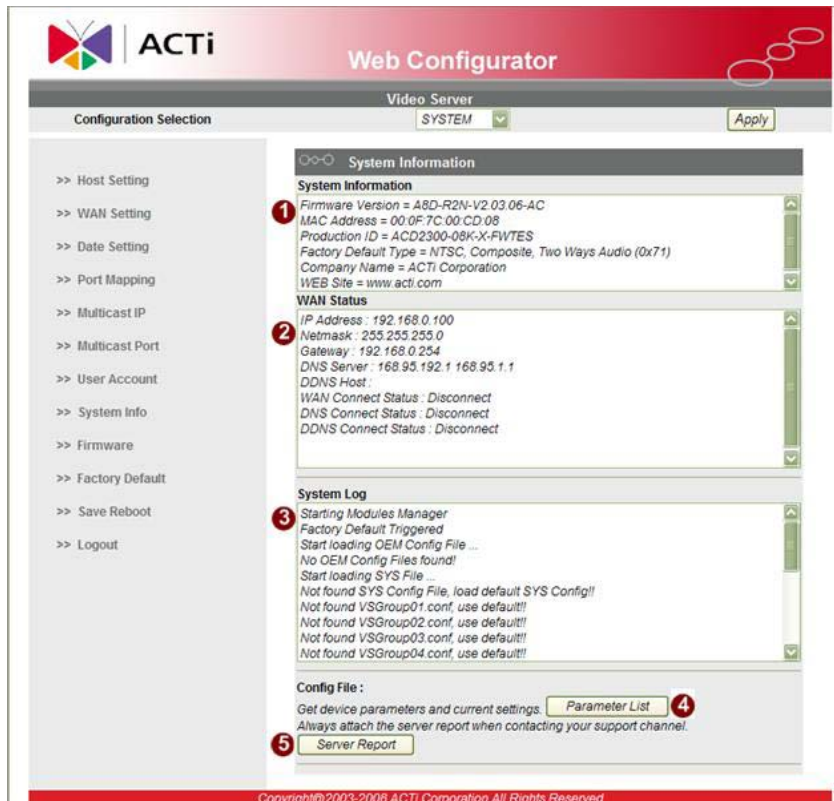 ACTi
Web Configurator
Video Server
Configuration Selection
SYSTEM
Apply
>> Host Setting
>> WAN Setting
>> Date Setting
>> Port Mapping
>> Multicast IP
>> Multicast Port
>> User Account
>> System Info
>> Firmware
>> Factory Default
>> Save Reboot
>> Logout
System Information
System Information
1
Firmware Version = A8D-R2N-V2.03.06-AC
MAC Address = 00:0F:7C:00:CD:08
Production ID = ACD2300-08K-X-FWTES
Factory Default Type = NTSC, Composite, Two Ways Audio (0x71)
Company Name = ACTi Corporation
WEB Site = www.acti.com
WAN Status
2
IP Address : 192.168.0.100
Netmask : 255.255.255.0
Gateway : 192.168.0.254
DNS Server : 168.95.192.1 168.95.1.1
DDNS Host :
WAN Connect Status : Disconnect
DNS Connect Status : Disconnect
DDNS Connect Status : Disconnect
System Log
3
Starting Modules Manager
Factory Default Triggered
Start loading OEM Config File ...
No OEM Config Files found!
Start loading SYS File ...
Not found SYS Config File, load default SYS Config!!
Not found VSGroup01.conf, use default!!
Not found VSGroup02.conf, use default!!
Not found VSGroup03.conf, use default!!
Not found VSGroup04.conf, use default!!
Config File :
Get device parameters and current settings. Parameter List 4
Always attach the server report when contacting your support channel.
5 Server Report
Copyright@2003-2008 ACTi Corporation All Rights Reserved